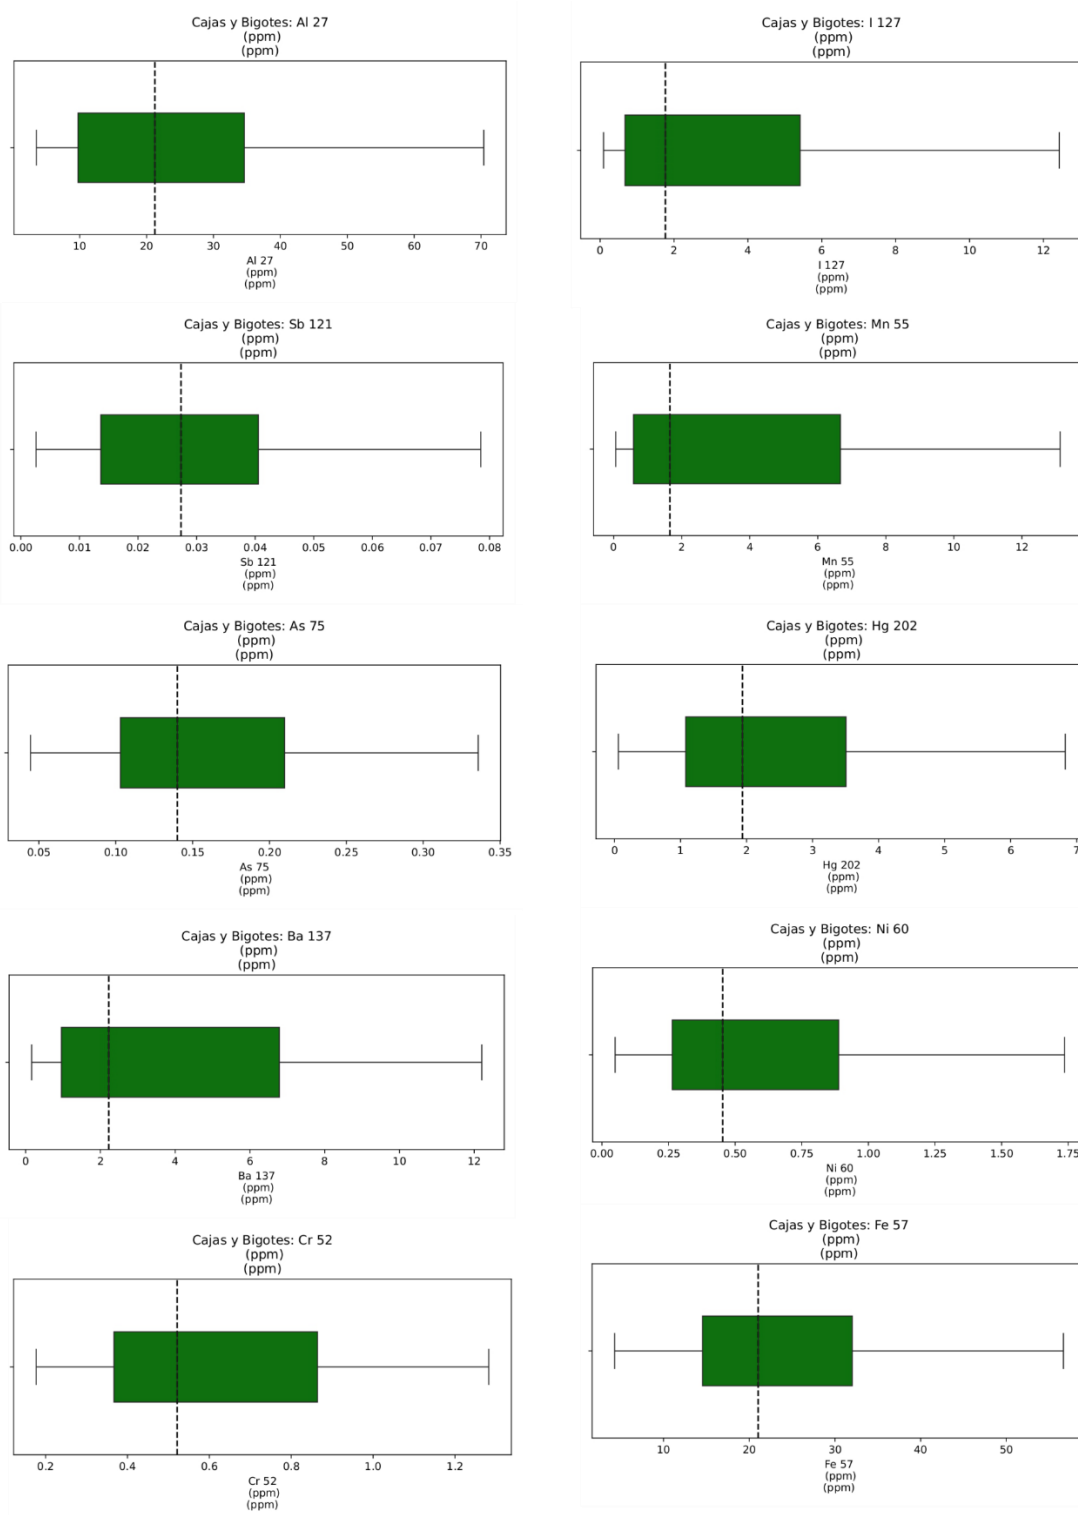 Cajas y Bigotes: Al 27
(ppm)
(ppm)
10 20 30 40 50 60 70
Al 27
(ppm)
(ppm)
Cajas y Bigotes: I 127
(ppm)
(ppm)
0 2 4 6 8 10 12
I 127
(ppm)
(ppm)
Cajas y Bigotes: Sb 121
(ppm)
(ppm)
0.00 0.01 0.02 0.03 0.04 0.05 0.06 0.07 0.08
Sb 121
(ppm)
(ppm)
Cajas y Bigotes: Mn 55
(ppm)
(ppm)
0 2 4 6 8 10 12
Mn 55
(ppm)
(ppm)
Cajas y Bigotes: As 75
(ppm)
(ppm)
0.05 0.10 0.15 0.20 0.25 0.30 0.35
As 75
(ppm)
(ppm)
Cajas y Bigotes: Hg 202
(ppm)
(ppm)
0 1 2 3 4 5 6 7
Hg 202
(ppm)
(ppm)
Cajas y Bigotes: Ba 137
(ppm)
(ppm)
0 2 4 6 8 10 12
Ba 137
(ppm)
(ppm)
Cajas y Bigotes: Ni 60
(ppm)
(ppm)
0.00 0.25 0.50 0.75 1.00 1.25 1.50 1.75
Ni 60
(ppm)
(ppm)
Cajas y Bigotes: Cr 52
(ppm)
(ppm)
0.2 0.4 0.6 0.8 1.0 1.2
Cr 52
(ppm)
(ppm)
Cajas y Bigotes: Fe 57
(ppm)
(ppm)
10 20 30 40 50
Fe 57
(ppm)
(ppm)